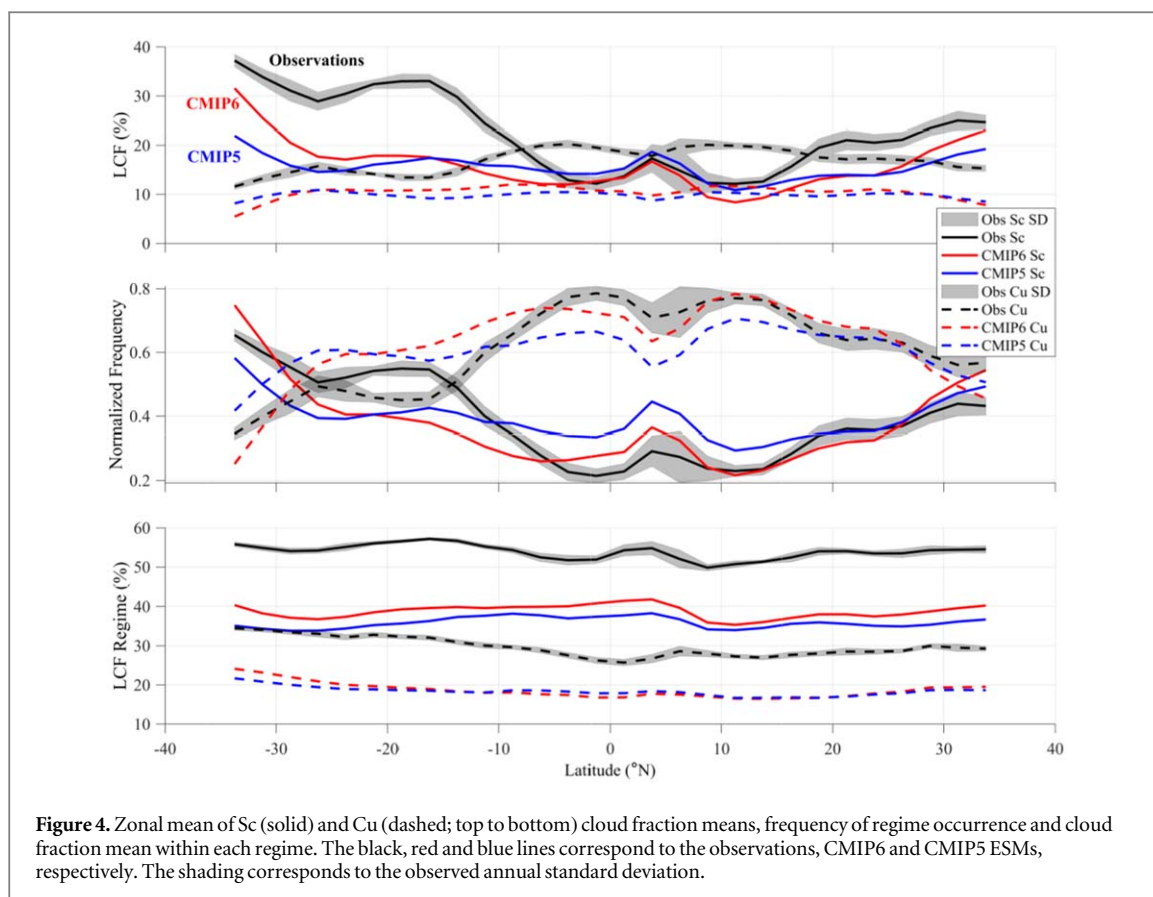 40
30
20
10
0
LCF (%)
Observations
CMIP6
CMIP5
Obs Sc SD
Obs Sc
CMIP6 Sc
CMIP5 Sc
Obs Cu SD
Obs Cu
CMIP6 Cu
CMIP5 Cu
0.8
0.6
0.4
0.2
Normalized Frequency
60
50
40
30
20
10
LCF Regime (%)
-40 -30 -20 -10 0 10 20 30 40
Latitude (°N)
Figure 4. Zonal mean of Sc (solid) and Cu (dashed; top to bottom) cloud fraction means, frequency of regime occurrence and cloud
fraction mean within each regime. The black, red and blue lines correspond to the observations, CMIP6 and CMIP5 ESMs,
respectively. The shading corresponds to the observed annual standard deviation.